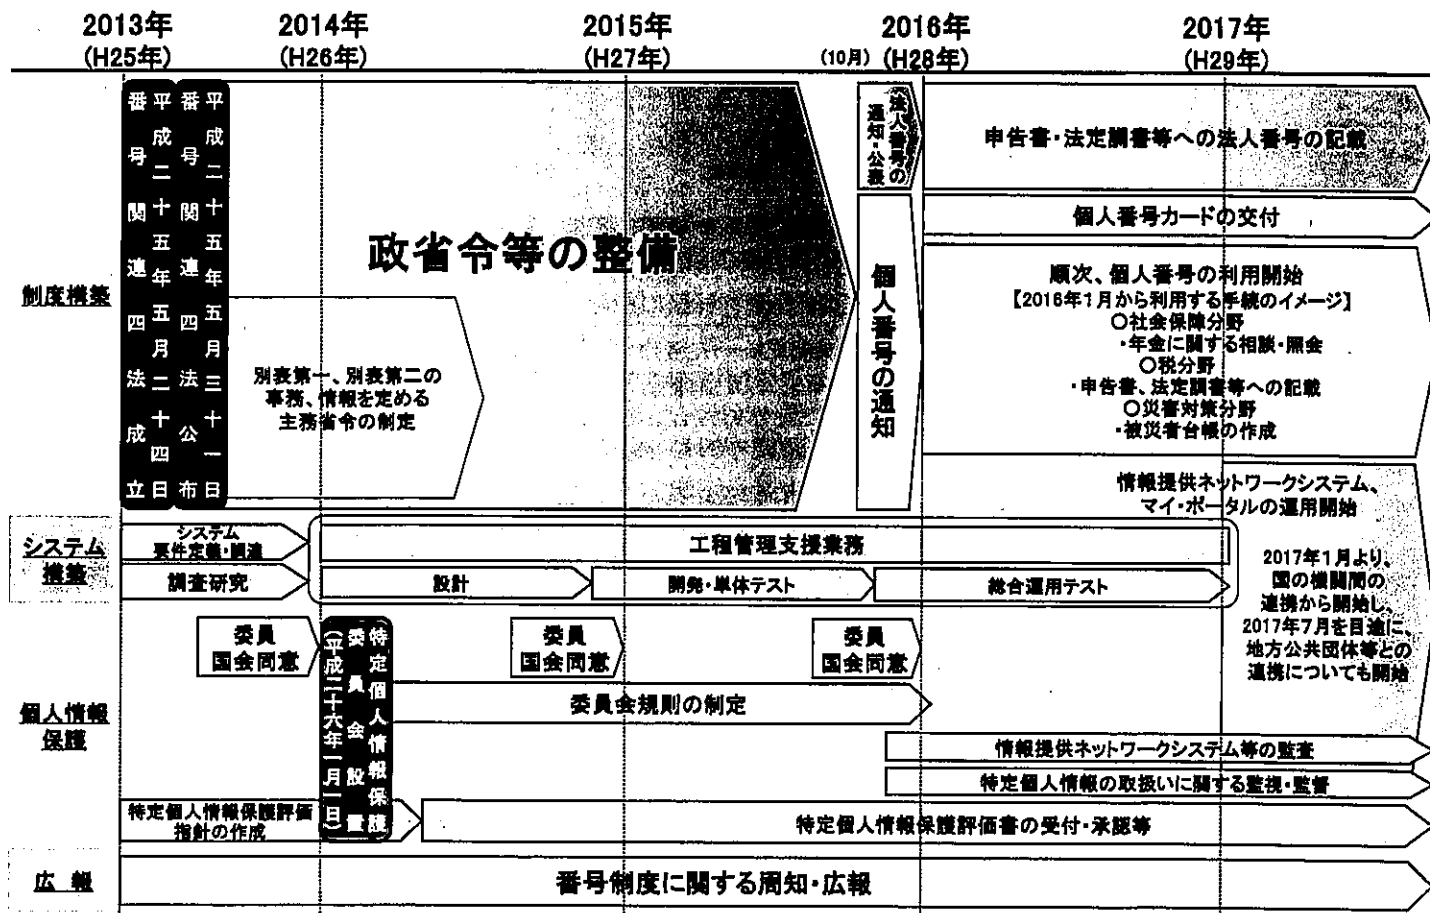 2013年
(H25年)
2014年
(H26年)
2015年
(H27年)
(10月)
2016年
(H28年)
2017年
(H29年)
制度構築
平成二十五年五月二十四日
番号関連四法成立
平成二十五年五月三十一日
番号関連四法公布
政省令等の整備
別表第一、別表第二の
事務、情報を定める
主務省令の制定
法人番号の
通知・公表
個人番号の通知
申告書・法定調書等への法人番号の記載
個人番号カードの交付
順次、個人番号の利用開始
【2016年1月から利用する手続のイメージ】
〇社会保障分野
・年金に関する相談・照会
〇税分野
・申告書、法定調書等への記載
〇災害対策分野
・被災者台帳の作成
情報提供ネットワークシステム、
マイ・ポータルの運用開始
2017年1月より、
国の機関間の
連携から開始し、
2017年7月を目途に、
地方公共団体等との
連携についても開始
システム
構築
システム
要件定義・調達
調査研究
工程管理支援業務
設計
開発・単体テスト
総合運用テスト
個人情報
保護
委員
国会同意
特定個人情報保護
委員会設置
(平成二十六年一月一日)
委員
国会同意
委員
国会同意
委員会規則の制定
情報提供ネットワークシステム等の監査
特定個人情報の取扱いに関する監視・監督
特定個人情報保護評価
指針の作成
特定個人情報保護評価書の受付・承認等
広 報
番号制度に関する周知・広報